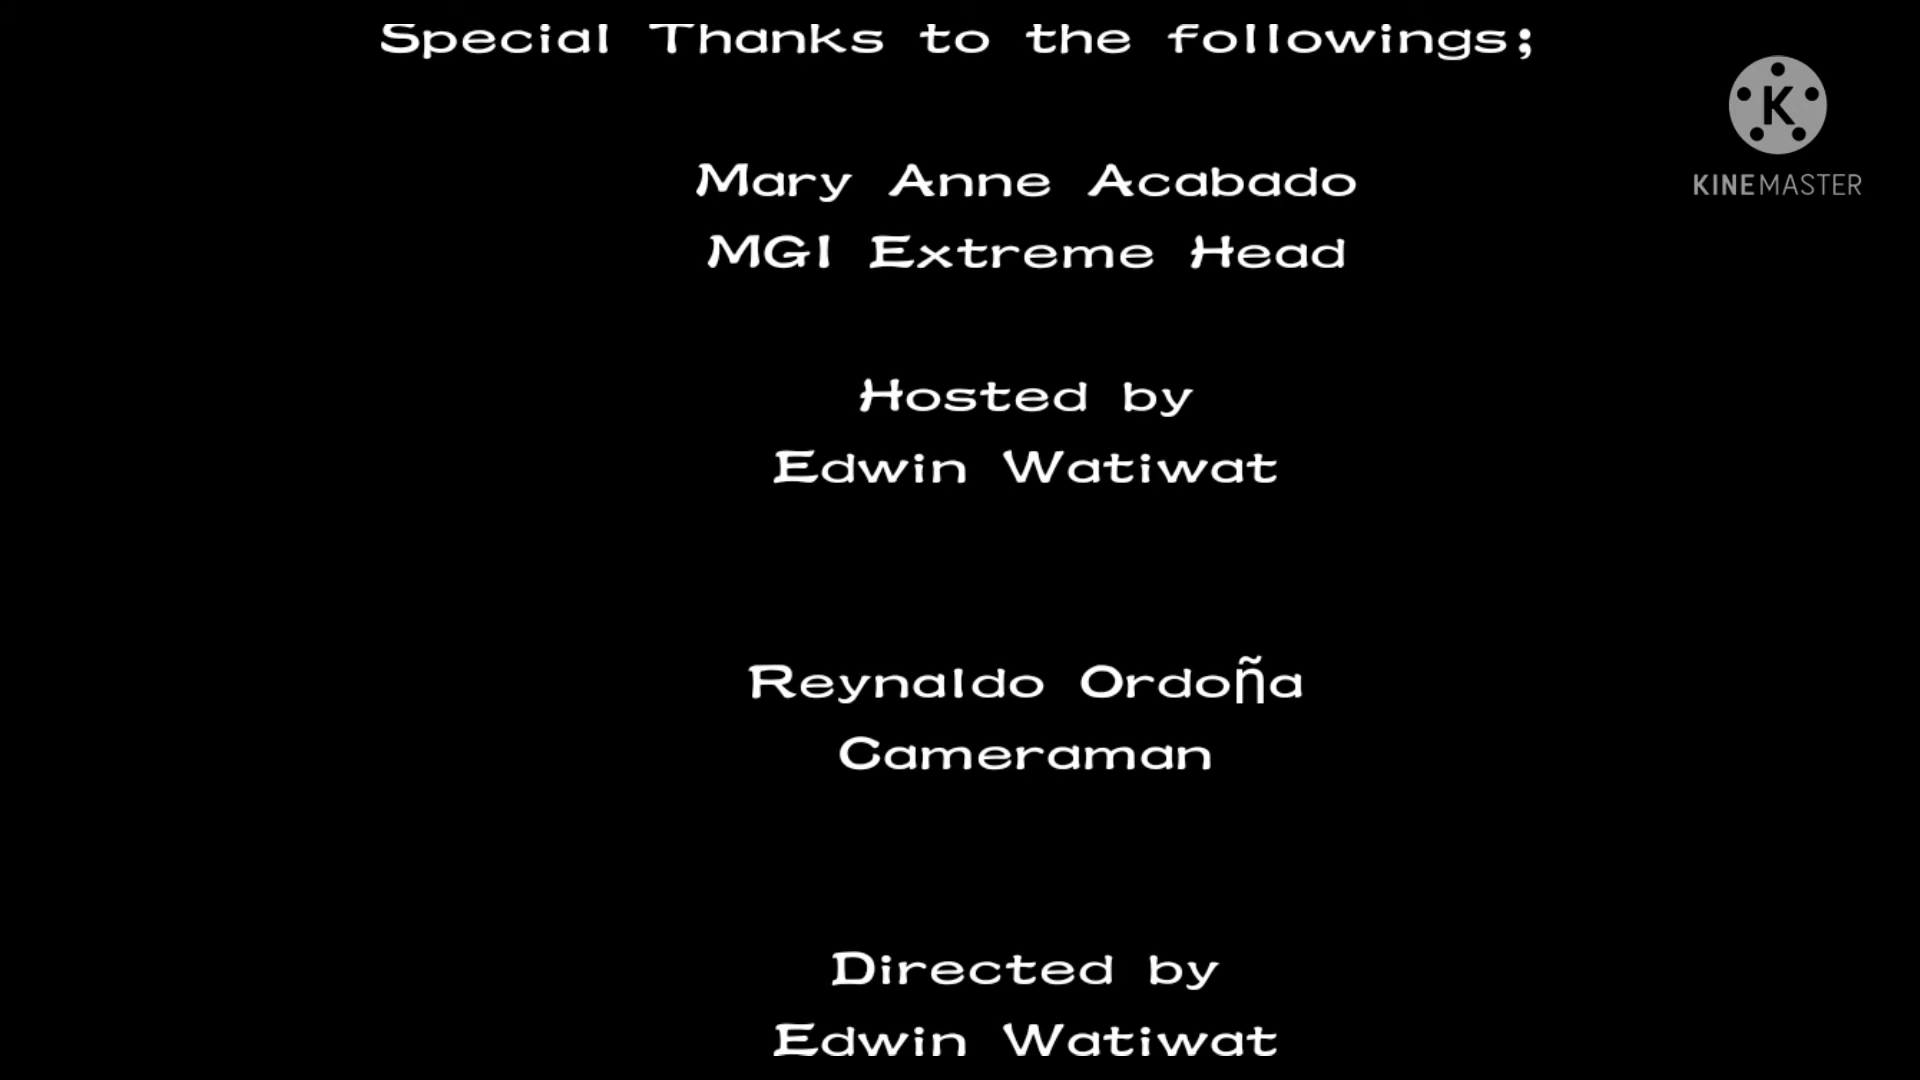 Special Thanks to the followings;
K
KINEMASTER
Mary Anne Acabado
MGI Extreme Head
Hosted by
Edwin Watiwat
Reynaldo Ordoña
Cameraman
Directed by
Edwin Watiwat